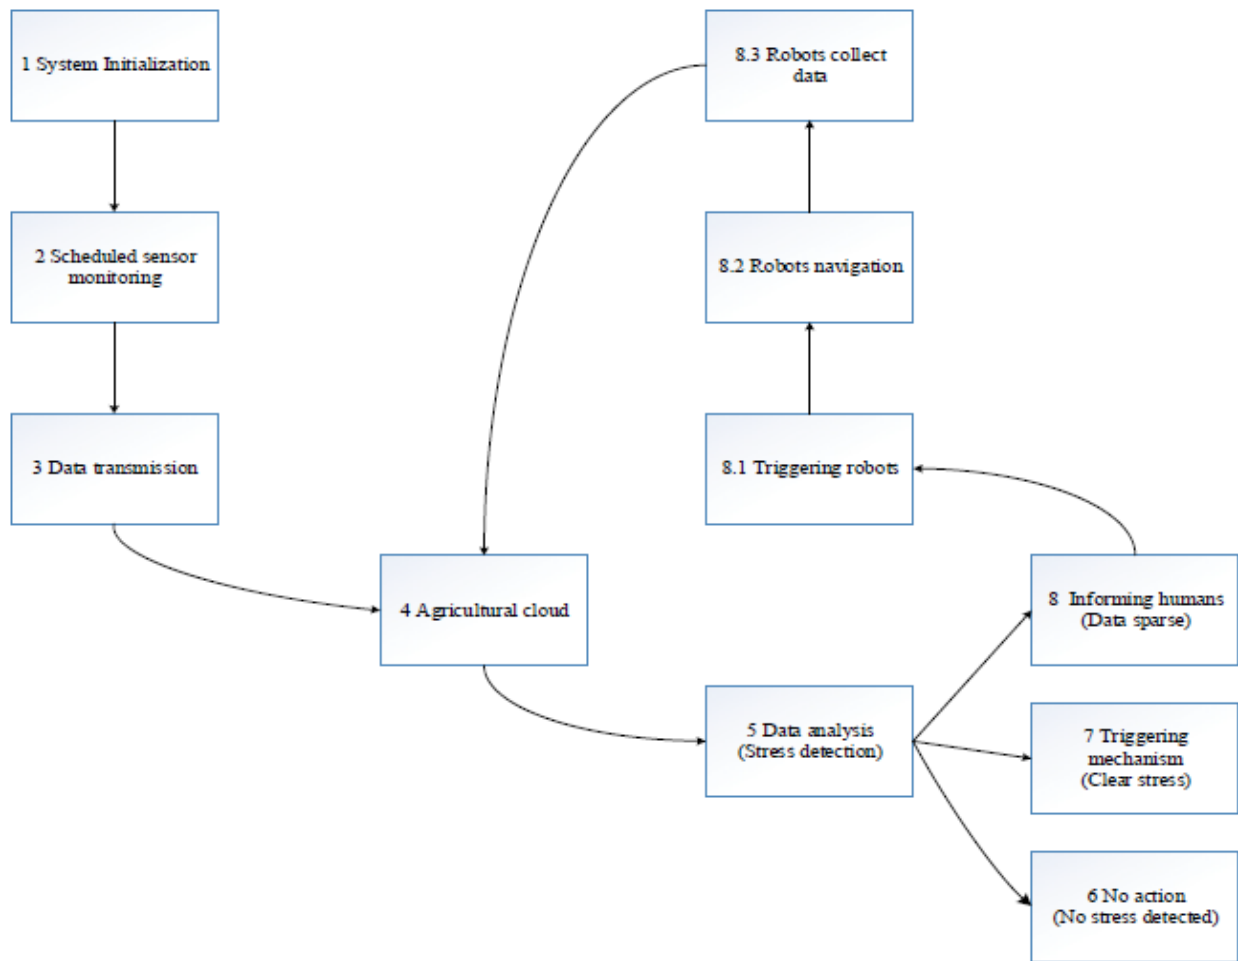 1 System Initialization
2 Scheduled sensor
monitoring
3 Data transmission
4 Agricultural cloud
5 Data analysis
(Stress detection)
6 No action
(No stress detected)
7 Triggering
mechanism
(Clear stress)
8 Informing humans
(Data sparse)
8.1 Triggering robots
8.2 Robots navigation
8.3 Robots collect
data